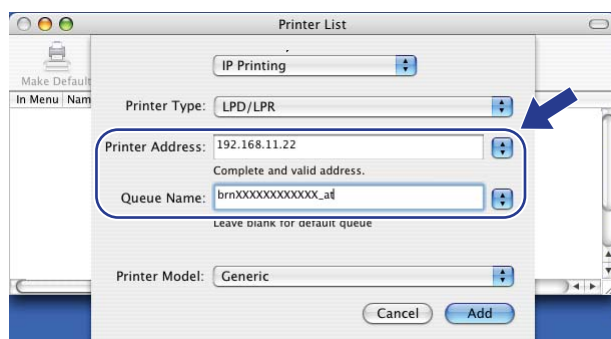 Printer List
IP Printing
Make Default
In Menu Nam
Printer Type: LPD/LPR
Printer Address: 192.168.11.22
Complete and valid address.
Queue Name: brnXXXXXXXXXXXX_at
Leave blank for default queue
Printer Model: Generic
Cancel Add